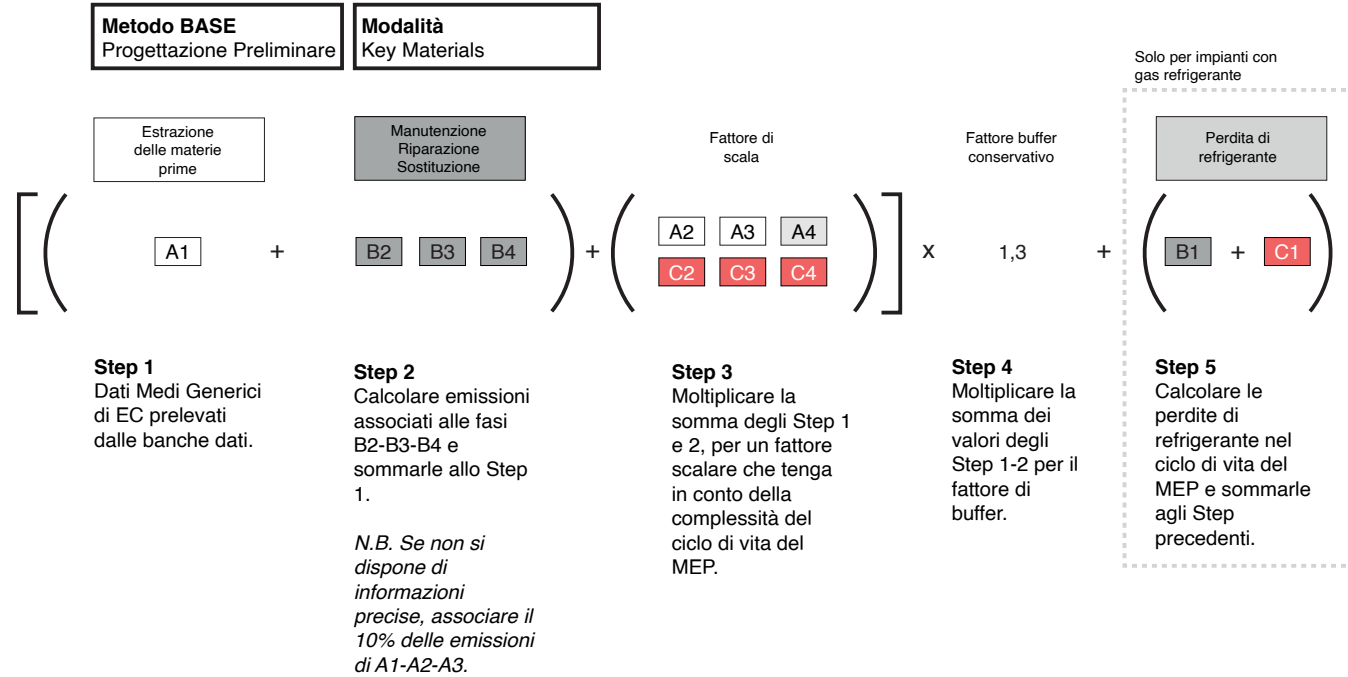 Metodo BASE
Progettazione Preliminare
Modalità
Key Materials
Solo per impianti con
gas refrigerante
Estrazione
delle materie
prime
Manutenzione
Riparazione
Sostituzione
Fattore di
scala
Fattore buffer
conservativo
Perdita di
refrigerante
[ ( A1 + B2 B3 B4 ) + ( A2 A3 A4
C2 C3 C4 ) ] x 1,3 + ( B1 + C1 )
Step 1
Dati Medi Generici
di EC prelevati
dalle banche dati.
Step 2
Calcolare emissioni
associati alle fasi
B2-B3-B4 e
sommarle allo Step
1.
N.B. Se non si
dispone di
informazioni
precise, associare il
10% delle emissioni
di A1-A2-A3.
Step 3
Moltiplicare la
somma degli Step 1
e 2, per un fattore
scalare che tenga
in conto della
complessità del
ciclo di vita del
MEP.
Step 4
Moltiplicare la
somma dei
valori degli
Step 1-2 per il
fattore di
buffer.
Step 5
Calcolare le
perdite di
refrigerante nel
ciclo di vita del
MEP e sommarle
agli Step
precedenti.